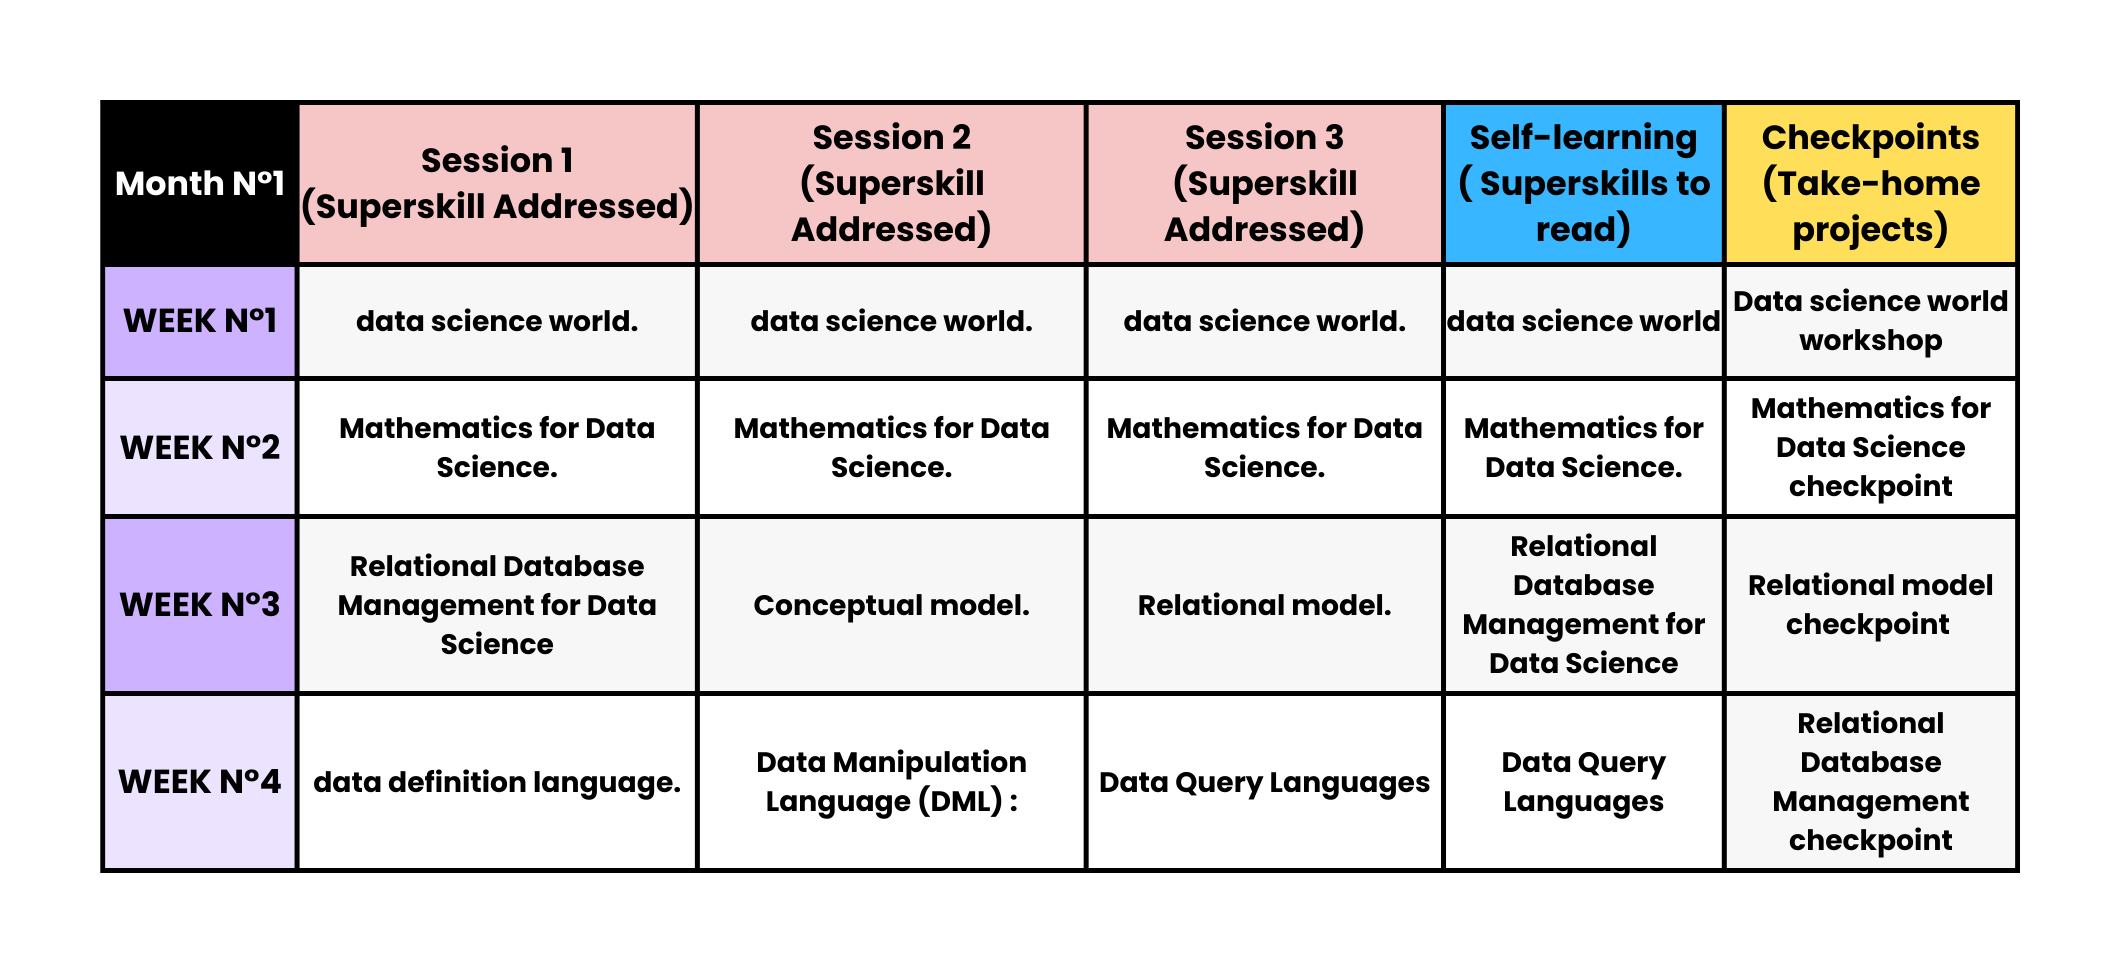 Month Nº1
Session 1
(Superskill Addressed)
Session 2
(Superskill
Addressed)
Session 3
(Superskill
Addressed)
Self-learning
( Superskills to
read)
Checkpoints
(Take-home
projects)
WEEK Nº1
data science world.
data science world.
data science world.
data science world
Data science world
workshop
WEEK Nº2
Mathematics for Data
Science.
Mathematics for Data
Science.
Mathematics for Data
Science.
Mathematics for
Data Science.
Mathematics for
Data Science
checkpoint
WEEK Nº3
Relational Database
Management for Data
Science
Conceptual model.
Relational model.
Relational
Database
Management for
Data Science
Relational model
checkpoint
WEEK Nº4
data definition language.
Data Manipulation
Language (DML) :
Data Query Languages
Data Query
Languages
Relational
Database
Management
checkpoint